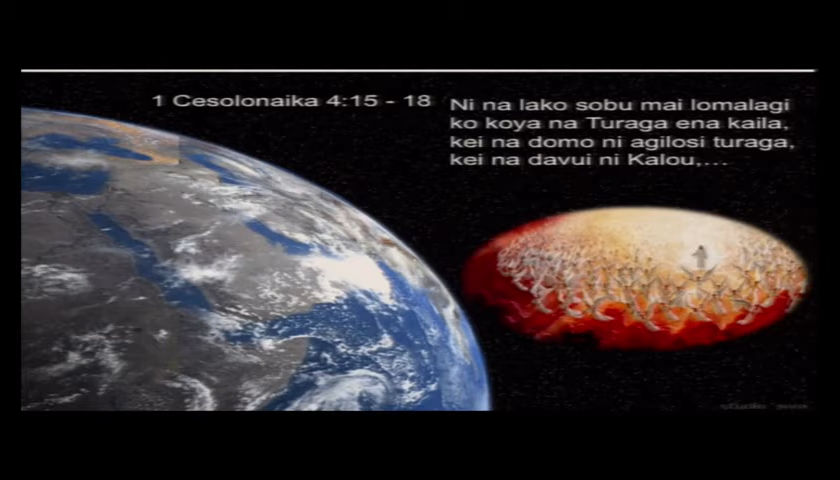 1 Cesolonaika 4:15 - 18
Ni na lako sobu mai lomalagi
ko koya na Turaga ena kaila,
kei na domo ni agilosi turaga,
kei na davui ni Kalou,...